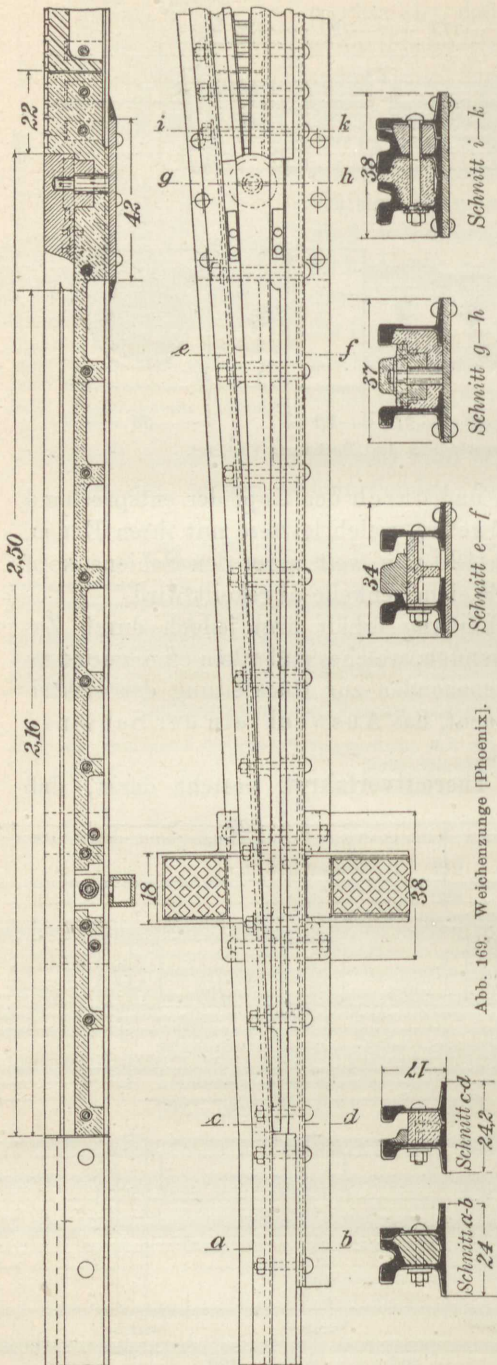 22
42
2,50
2,16
i
k
g
h
e
f
18
38
c
d
a
b
38
Schnitt i–k
37
Schnitt g–h
34
Schnitt e–f
17
Schnitt c-d
24,2
Schnitt a-b
24
Abb. 169. Weichenzunge [Phoenix].